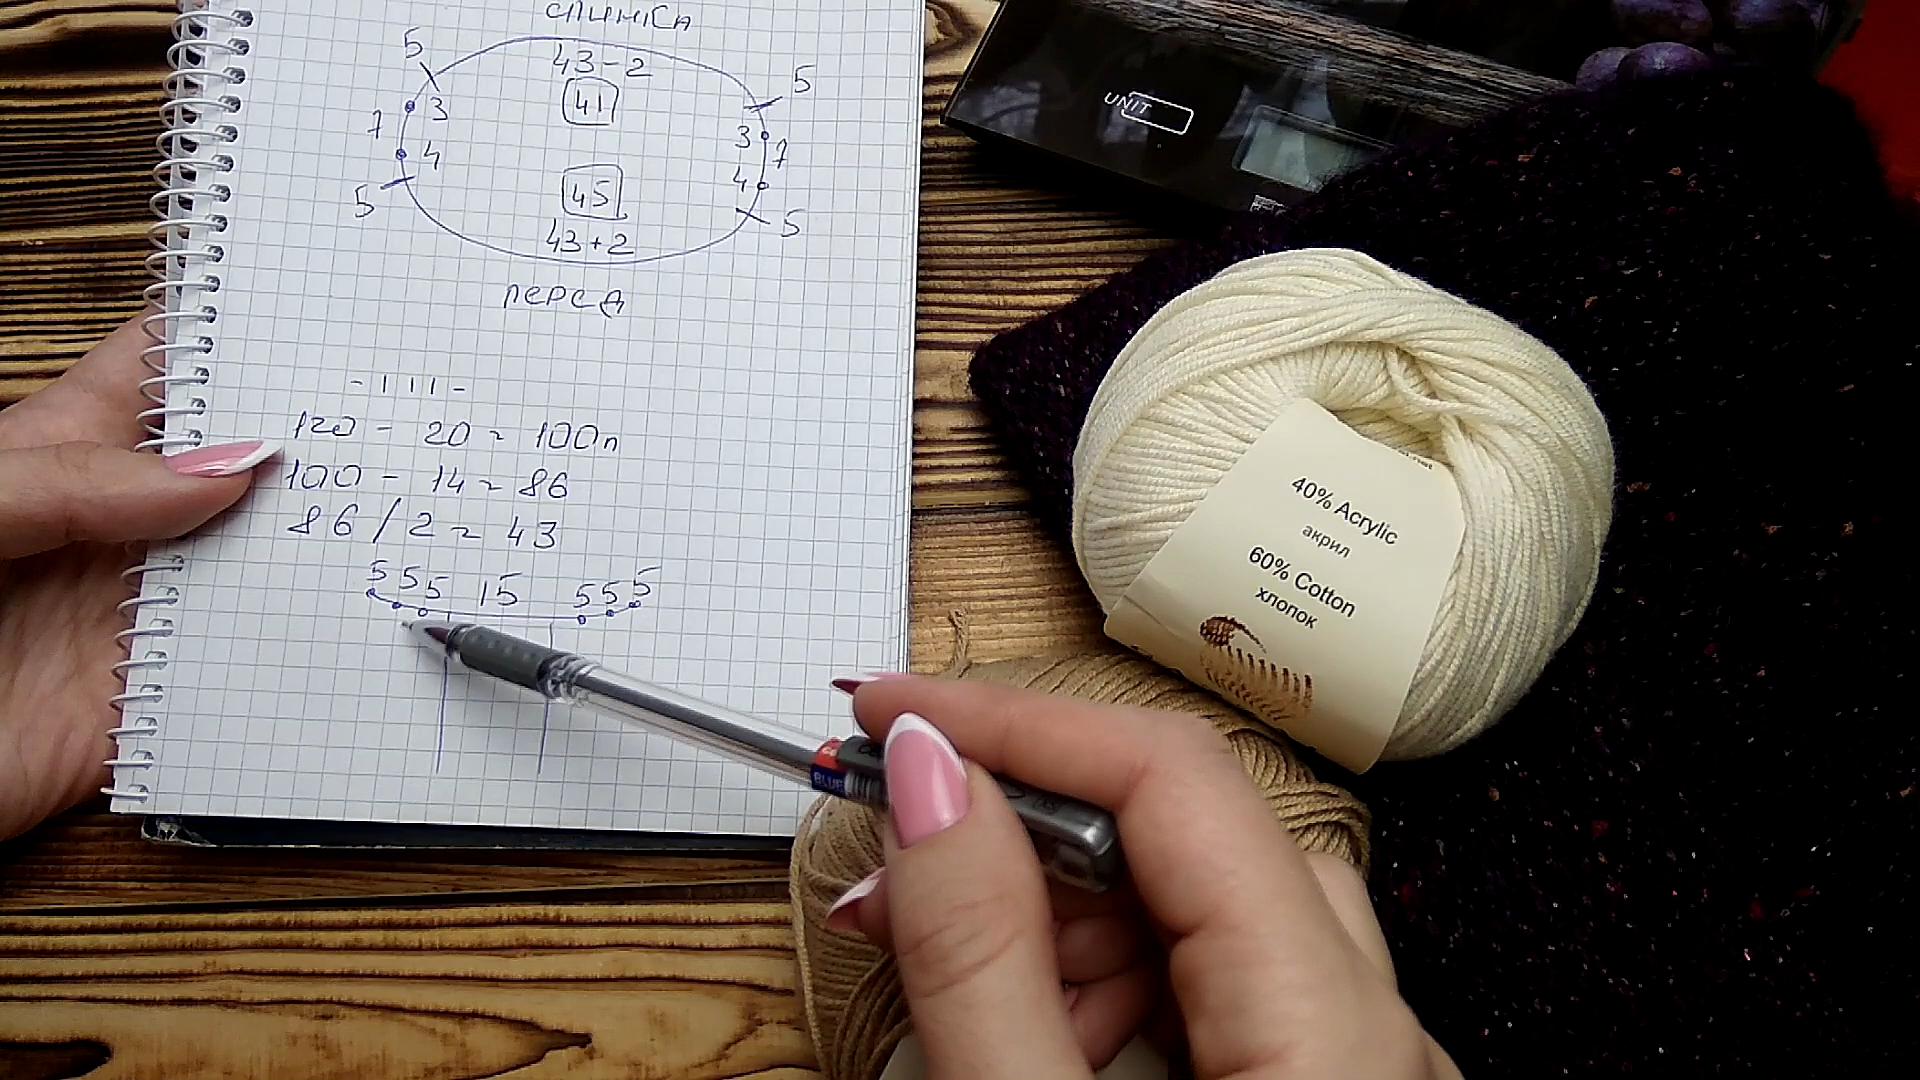 СПИНКА
5
43-2
5
41
3
3
7
7
4
4
45
5
5
43+2
ПЕРЕД
- | | | -
120 - 20 = 100п
100 - 14 = 86
86 / 2 = 43
5 5 5 15 5 5 5
UNIT
40% Acrylic
акрил
60% Cotton
хлопок
BLUE